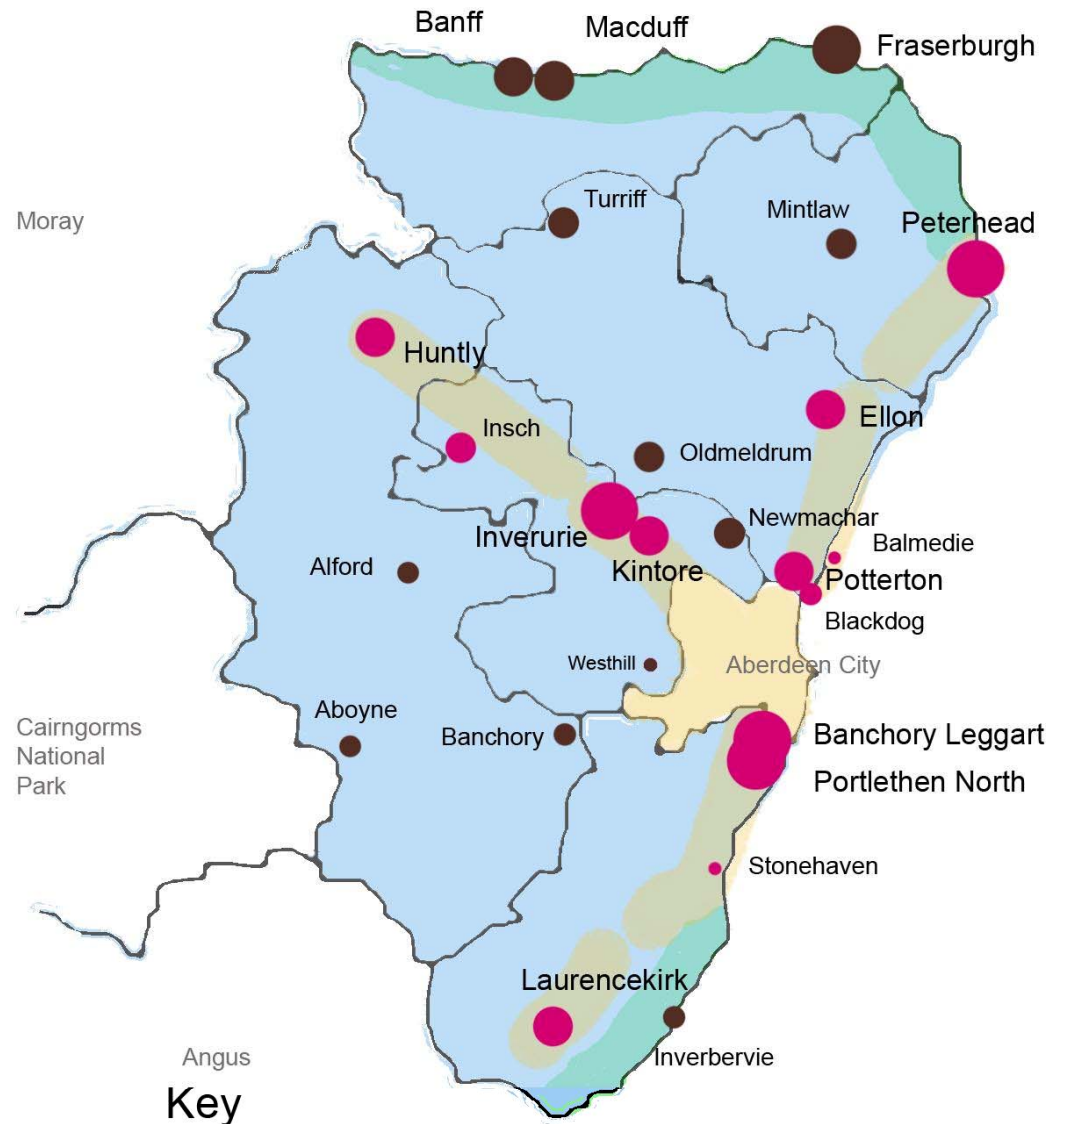 Banff
Macduff
Fraserburgh
Turriff
Mintlaw
Moray
Peterhead
Huntly
Ellon
Insch
Oldmeldrum
Newmachar
Inverurie
Balmedie
Alford
Kintore
Potterton
Blackdog
Westhill
Aberdeen City
Aboyne
Cairngorms
National
Park
Banchory
Banchory Leggart
Portlethen North
Stonehaven
Laurencekirk
Angus
Inverbervie
Key